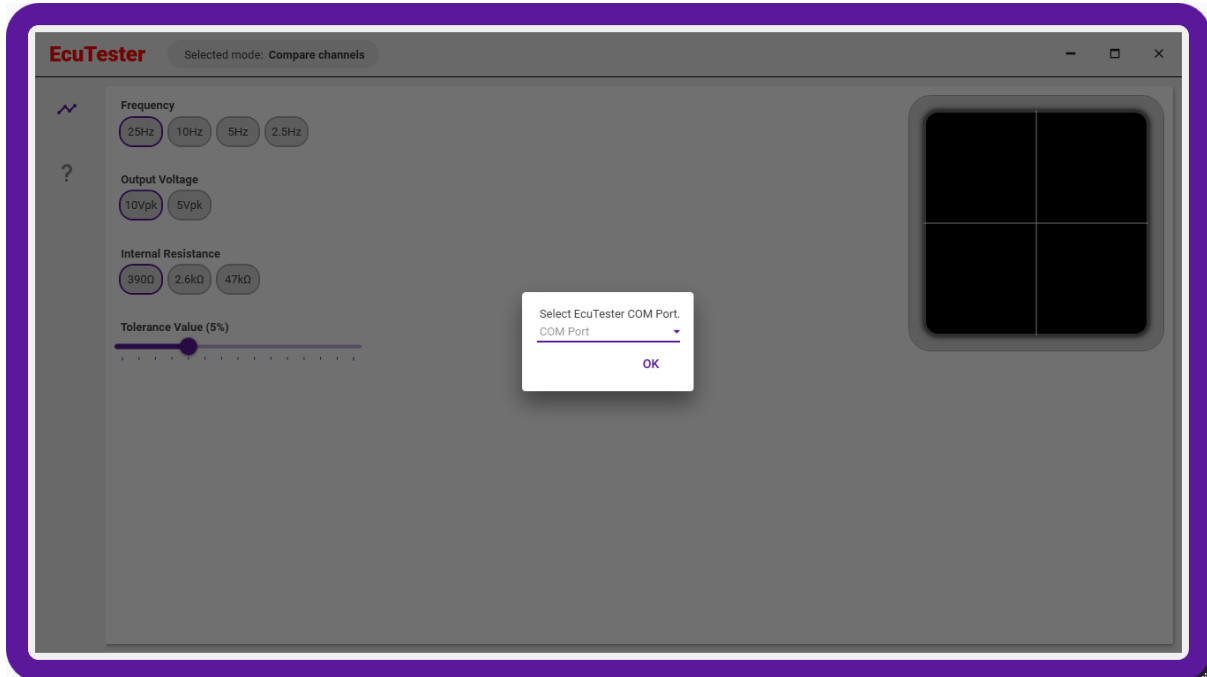 EcuTester
Selected mode: Compare channels
Frequency
25Hz 10Hz 5Hz 2.5Hz
Output Voltage
10Vpk 5Vpk
Internal Resistance
390Ω 2.6kΩ 47kΩ
Tolerance Value (5%)
Select EcuTester COM Port.
COM Port
OK
?